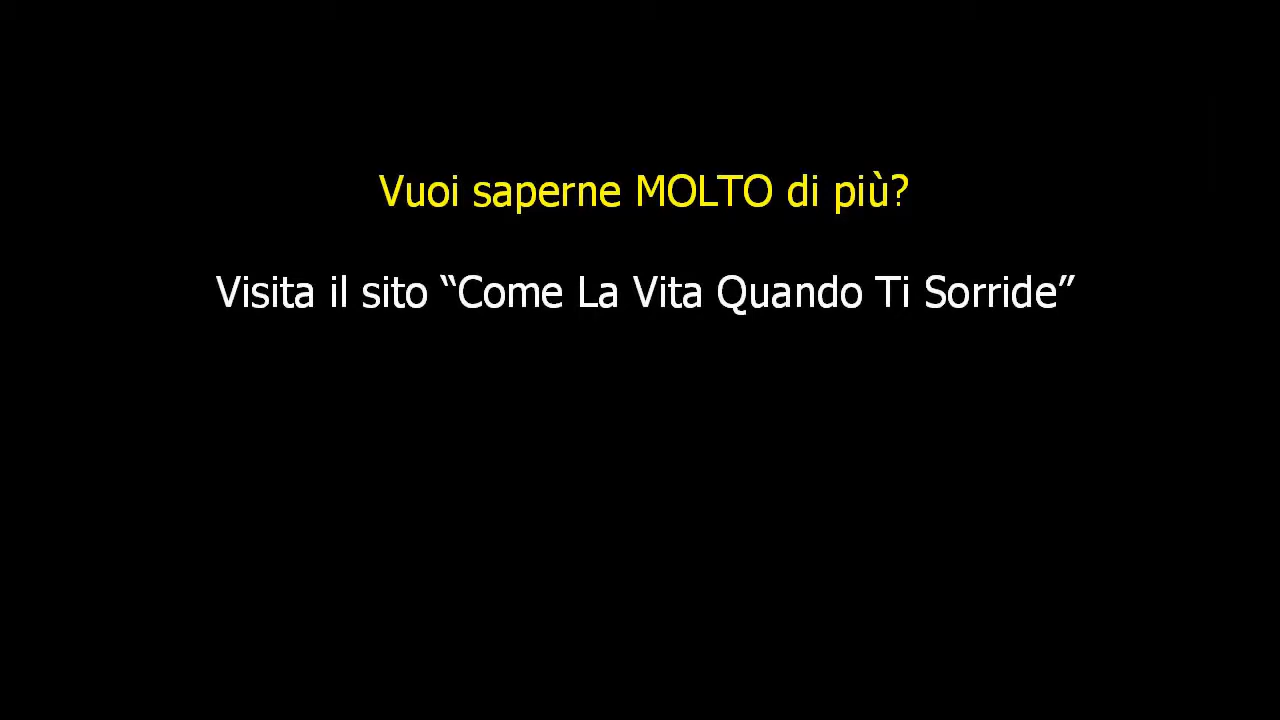 Vuoi saperne MOLTO di più?
Visita il sito “Come La Vita Quando Ti Sorride”